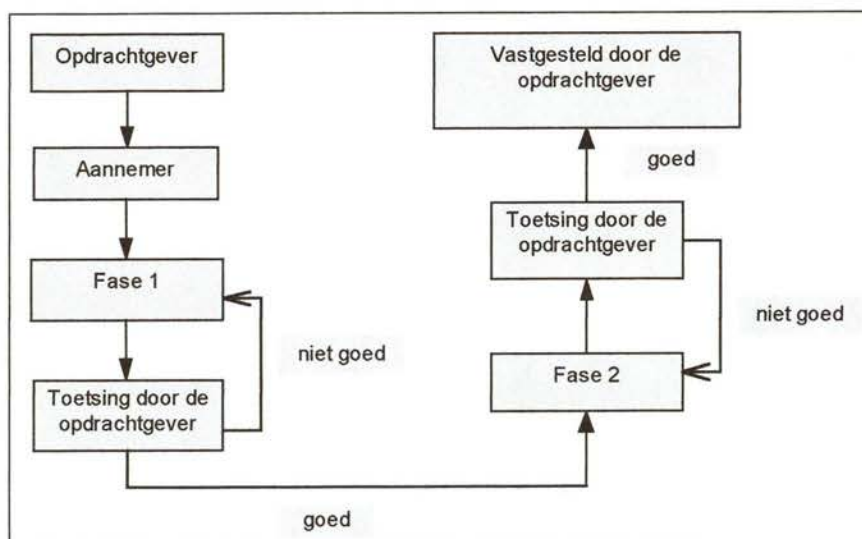 Opdrachtgever
Aannemer
Fase 1
niet goed
Toetsing door de
opdrachtgever
goed
Vastgesteld door de
opdrachtgever
goed
Toetsing door de
opdrachtgever
niet goed
Fase 2